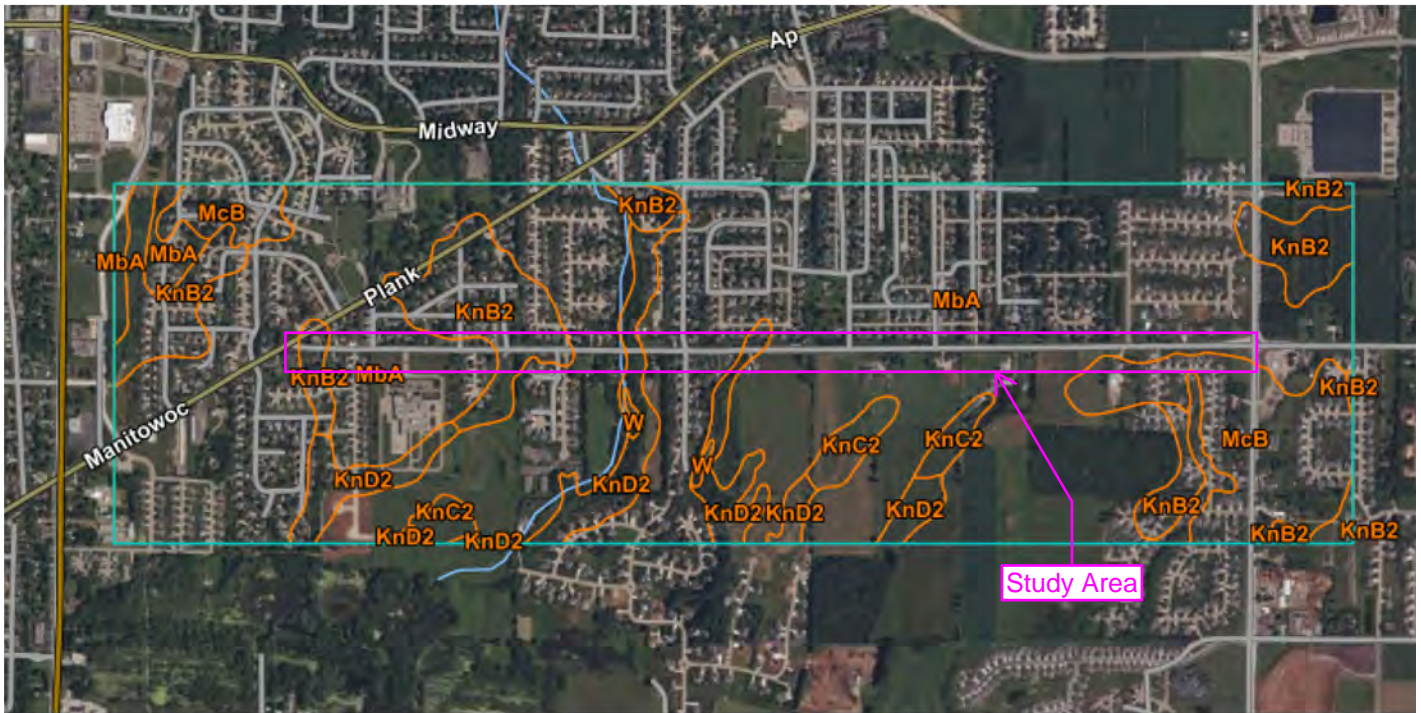 Ap
Midway
KnB2
KnB2
McB
KnB2
MbA
MbA
KnB2
Plank
KnB2
MbA
KnB2
MbA
KnB2
Manitowoc
W
McB
KnC2
KnC2
W
KnD2
KnD2
KnB2
KnC2
KnD2
KnD2
KnD2
KnD2
KnD2
KnB2
KnB2
Study Area